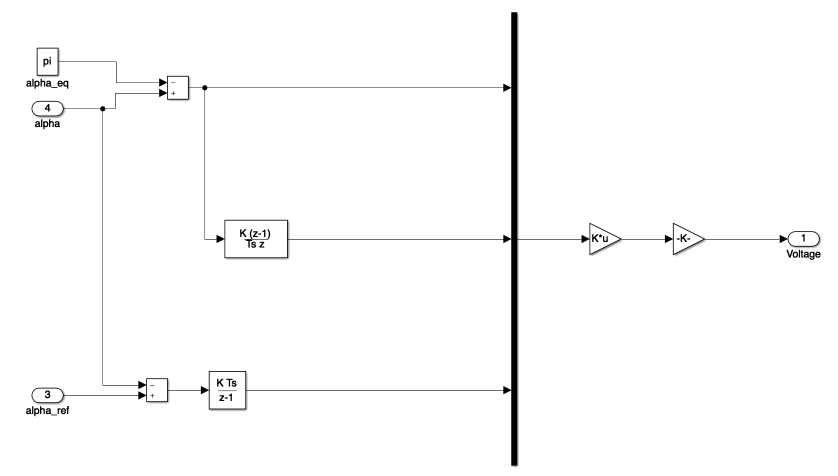 pi
alpha_eq
−
+
4
alpha
K (z-1)
Ts z
K*u
-K-
1
Voltage
K Ts
z-1
−
+
3
alpha_ref